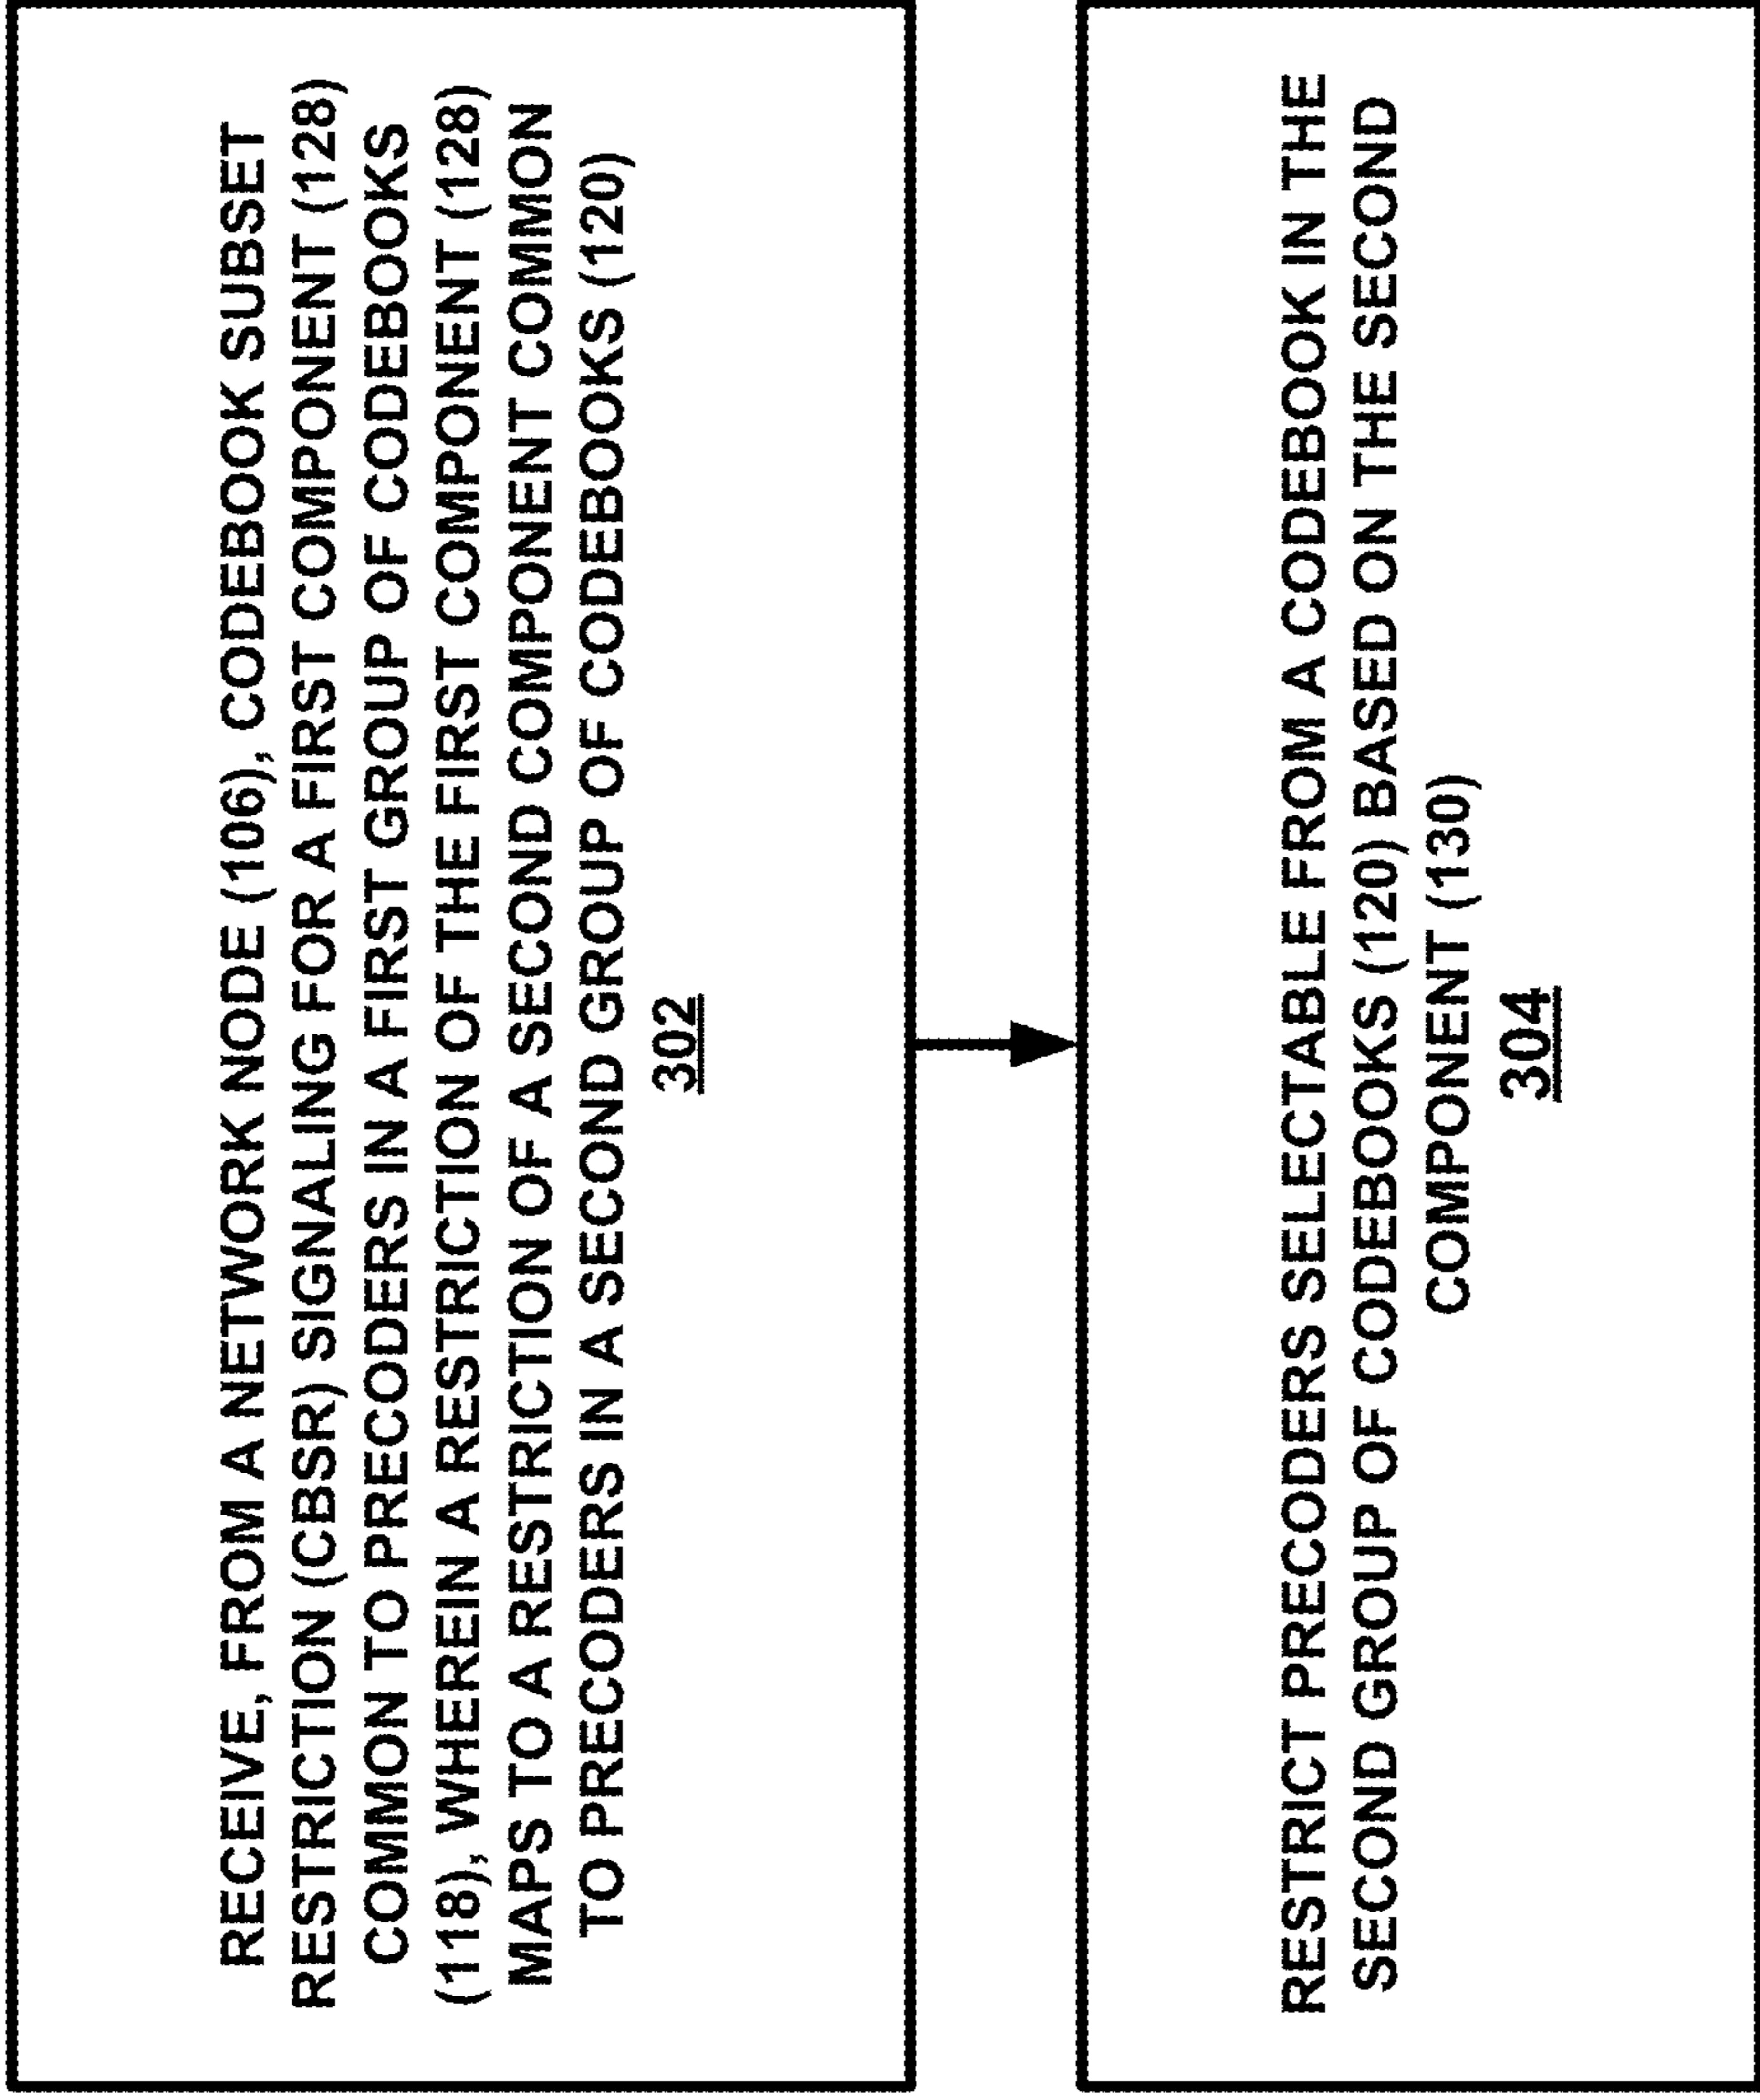 RECEIVE, FROM A NETWORK NODE (106), CODEBOOK SUBSET
RESTRICTION (CBSR) SIGNALING FOR A FIRST COMPONENT (128)
COMMON TO PRECODERS IN A FIRST GROUP OF CODEBOOKS
(118), WHEREIN A RESTRICTION OF THE FIRST COMPONENT (128)
MAPS TO A RESTRICTION OF A SECOND COMPONENT COMMON
TO PRECODERS IN A SECOND GROUP OF CODEBOOKS (120)
302
RESTRICT PRECODERS SELECTABLE FROM A CODEBOOK IN THE
SECOND GROUP OF CODEBOOKS (120) BASED ON THE SECOND
COMPONENT (130)
304